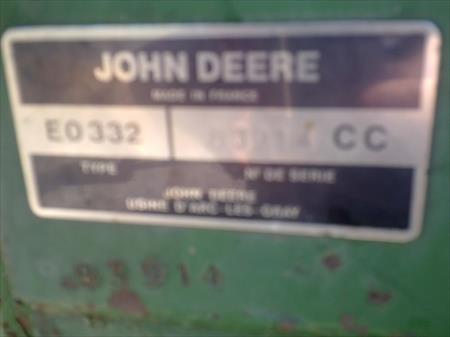 JOHN DEERE
MADE IN FRANCE
E0332 CC
TYPE N° DE SERIE
JOHN DEERE
USINE D'ARC-LES-GRAY